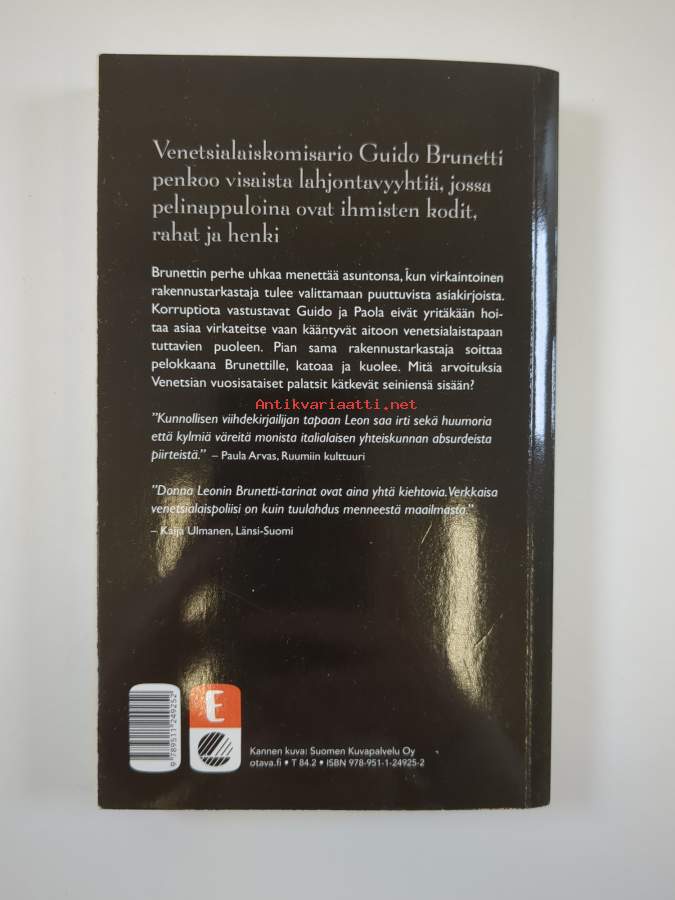 Venetsialaiskomisario Guido Brunetti
penkoo visaista lahjontavyyhtiä, jossa
pelinappuloina ovat ihmisten kodit,
rahat ja henki
Brunettin perhe uhkaa menettää asuntonsa, kun virkaintoinen
rakennustarkastaja tulee valittamaan puuttuvista asiakirjoista.
Korruptiota vastustavat Guido ja Paola eivät yritäkään hoi-
taa asiaa virkateitse vaan kääntyvät aitoon venetsialaistapaan
tuttavien puoleen. Pian sama rakennustarkastaja soittaa
pelokkaana Brunettille, katoaa ja kuolee. Mitä arvoituksia
Venetsian vuosisataiset palatsit kätkevät seiniensä sisään?
Antikvariaatti.net
”Kunnollisen viihdekirjailijan tapaan Leon saa irti sekä huumoria
että kylmiä väreitä monista italialaisen yhteiskunnan absurdeista
piirteistä.” – Paula Arvas, Ruumiin kulttuuri
”Donna Leonin Brunetti-tarinat ovat aina yhtä kiehtovia. Verkkaisa
venetsialaispoliisi on kuin tuulahdus menneestä maailmasta.”
– Kaija Ulmanen, Länsi-Suomi
9 789511 249252
E
Kannen kuva: Suomen Kuvapalvelu Oy
otava.fi • T 84.2 • ISBN 978-951-1-24925-2